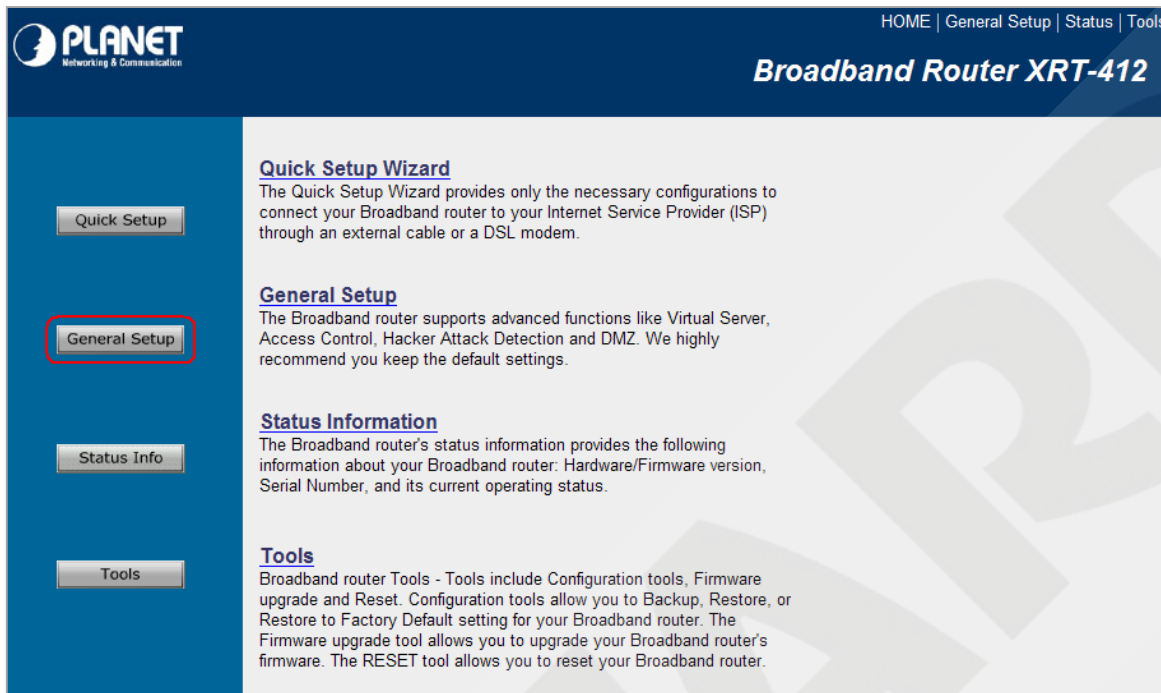 PLANET
Networking & Communication
HOME | General Setup | Status | Tools
Broadband Router XRT-412
Quick Setup
Quick Setup Wizard
The Quick Setup Wizard provides only the necessary configurations to
connect your Broadband router to your Internet Service Provider (ISP)
through an external cable or a DSL modem.
General Setup
General Setup
The Broadband router supports advanced functions like Virtual Server,
Access Control, Hacker Attack Detection and DMZ. We highly
recommend you keep the default settings.
Status Info
Status Information
The Broadband router's status information provides the following
information about your Broadband router: Hardware/Firmware version,
Serial Number, and its current operating status.
Tools
Tools
Broadband router Tools - Tools include Configuration tools, Firmware
upgrade and Reset. Configuration tools allow you to Backup, Restore, or
Restore to Factory Default setting for your Broadband router. The
Firmware upgrade tool allows you to upgrade your Broadband router's
firmware. The RESET tool allows you to reset your Broadband router.